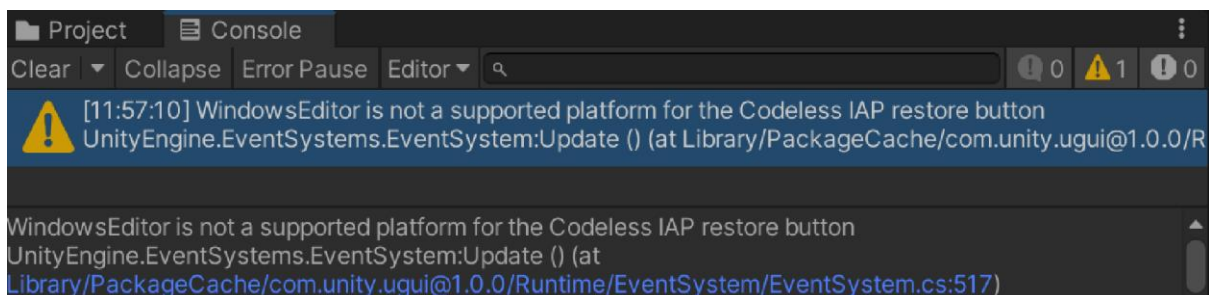 Project Console
Clear Collapse Error Pause Editor 0 1 0
[11:57:10] WindowsEditor is not a supported platform for the Codeless IAP restore button
UnityEngine.EventSystems.EventSystem:Update () (at Library/PackageCache/com.unity.ugui@1.0.0/R
WindowsEditor is not a supported platform for the Codeless IAP restore button
UnityEngine.EventSystems.EventSystem:Update () (at
Library/PackageCache/com.unity.ugui@1.0.0/Runtime/EventSystem/EventSystem.cs:517)